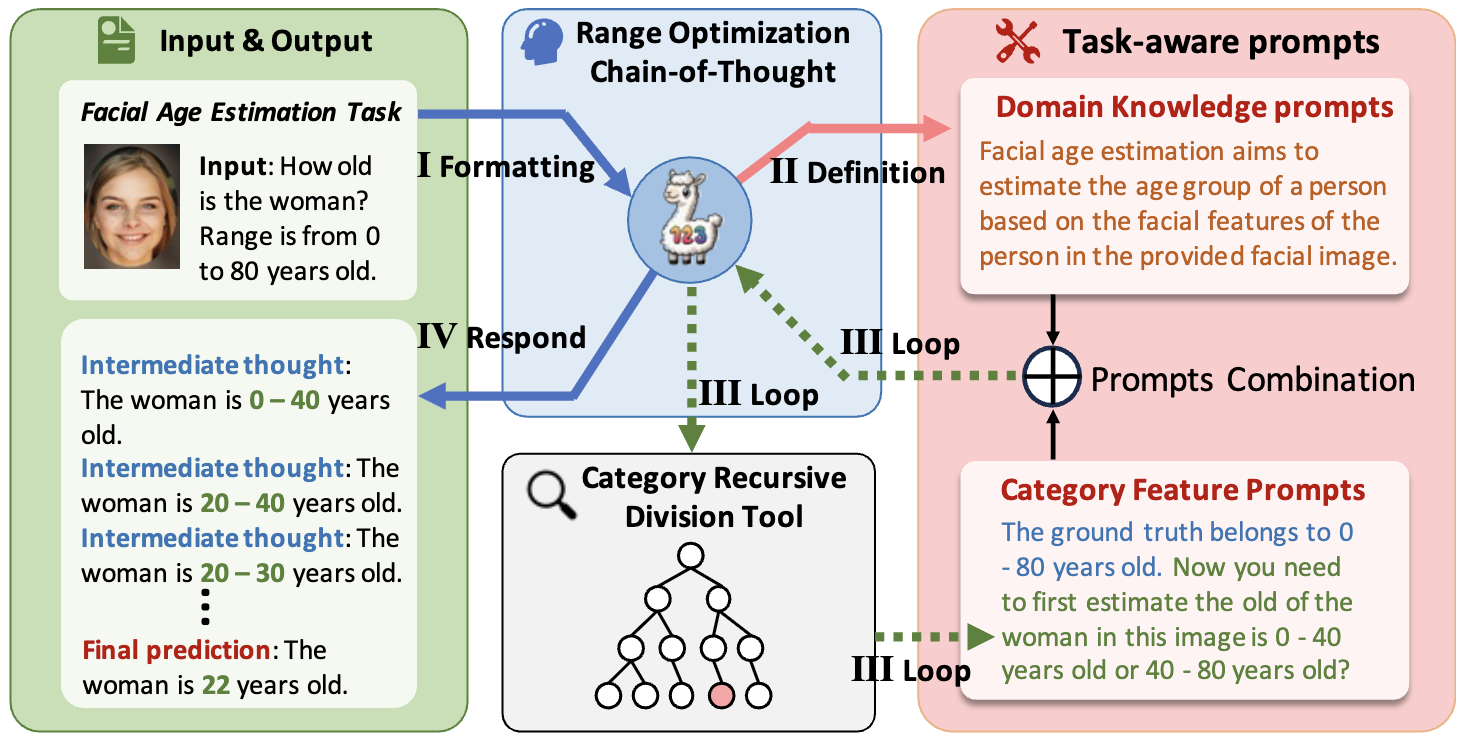 Input & Output
Facial Age Estimation Task
Input: How old
is the woman?
Range is from 0
to 80 years old.
Intermediate thought:
The woman is 0 – 40 years
old.
Intermediate thought: The
woman is 20 – 40 years old.
Intermediate thought: The
woman is 20 – 30 years old.
Final prediction: The
woman is 22 years old.
Range Optimization
Chain-of-Thought
I Formatting
II Definition
123
IV Respond
III Loop
III Loop
Category Recursive
Division Tool
III Loop
Task-aware prompts
Domain Knowledge prompts
Facial age estimation aims to
estimate the age group of a person
based on the facial features of the
person in the provided facial image.
Prompts Combination
Category Feature Prompts
The ground truth belongs to 0
- 80 years old. Now you need
to first estimate the old of the
woman in this image is 0 - 40
years old or 40 - 80 years old?